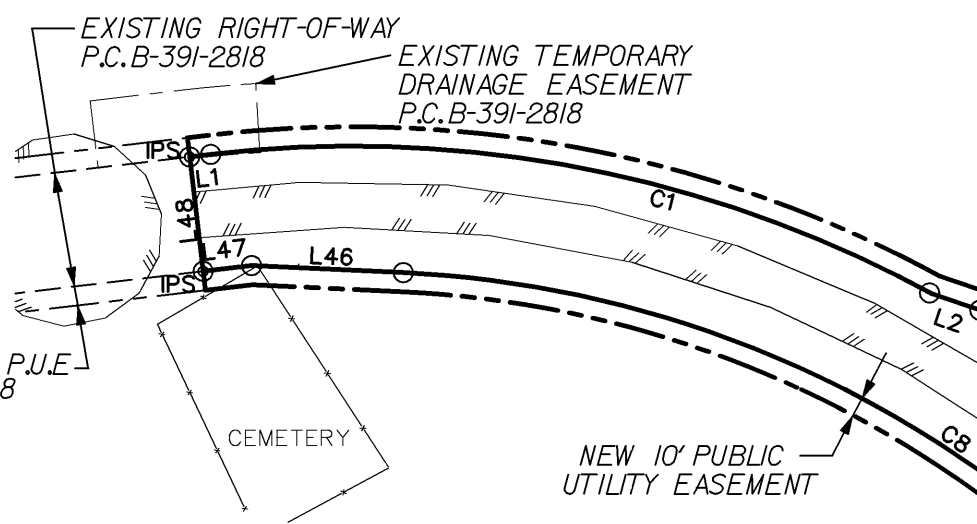 EXISTING RIGHT-OF-WAY
P.C.B-391-2818
EXISTING TEMPORARY
DRAINAGE EASEMENT
P.C.B-391-2818
IPS
L1
C1
L48
L47
L46
IPS
L2
P.U.E
8
CEMETERY
NEW 10' PUBLIC
UTILITY EASEMENT
C8